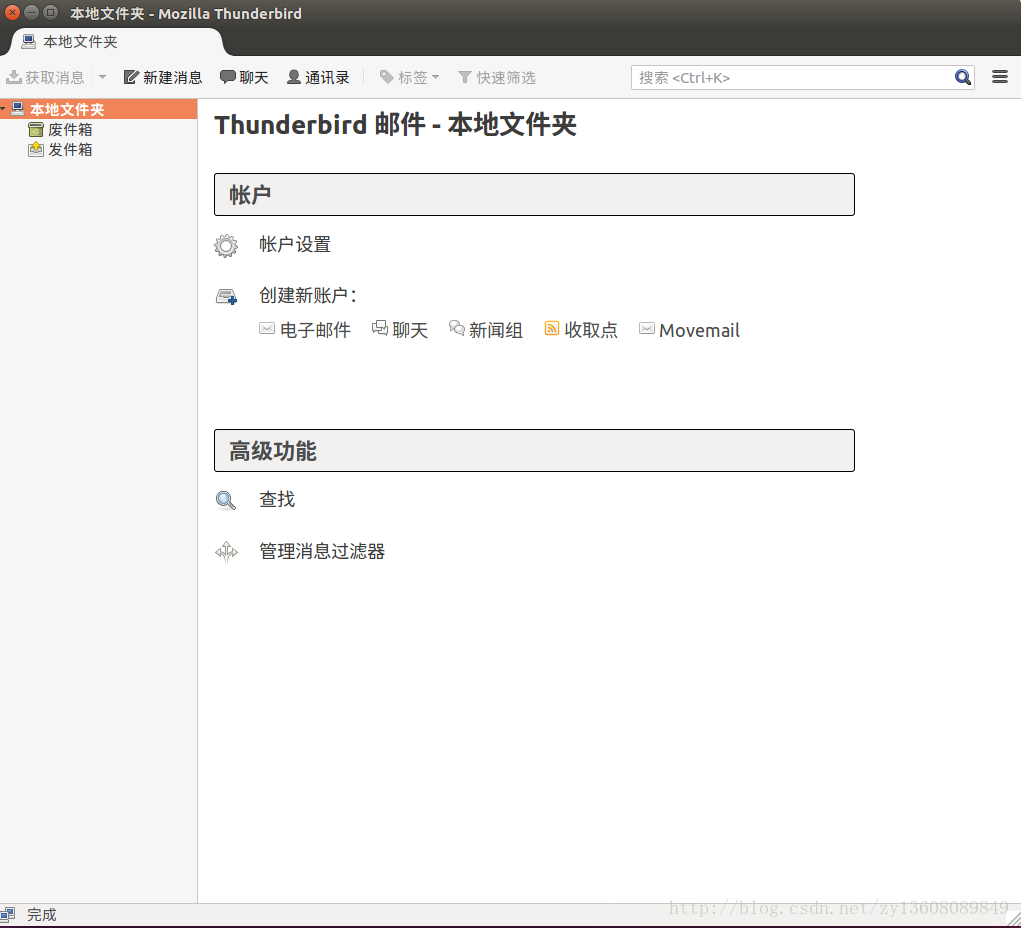 本地文件夹 - Mozilla Thunderbird
本地文件夹
获取消息 新建消息 聊天 通讯录 标签 快速筛选 搜索 <Ctrl+K>
本地文件夹
废件箱
发件箱
Thunderbird 邮件 - 本地文件夹
帐户
帐户设置
创建新账户：
电子邮件 聊天 新闻组 收取点 Movemail
高级功能
查找
管理消息过滤器
完成
http://blog.csdn.net/zy13608089849